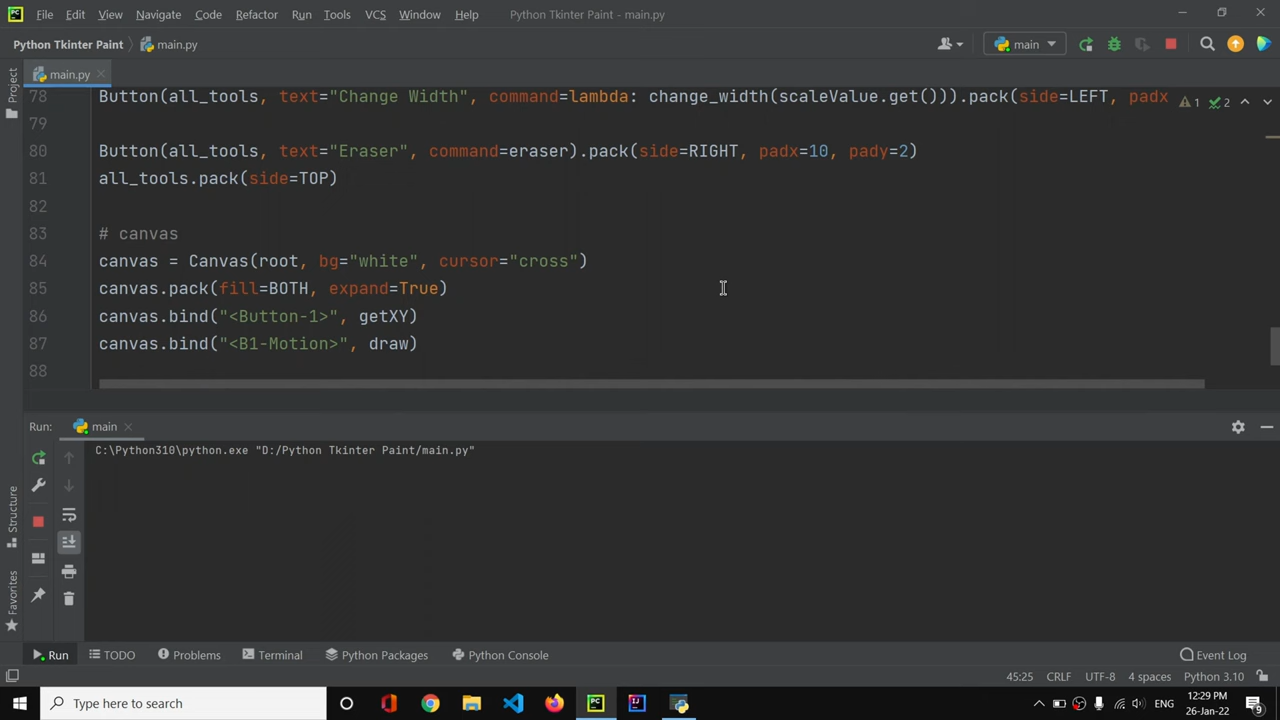 File Edit View Navigate Code Refactor Run Tools VCS Window Help Python Tkinter Paint - main.py
Python Tkinter Paint main.py main
main.py
Project
78 Button(all_tools, text="Change Width", command=lambda: change_width(scaleValue.get())).pack(side=LEFT, padx
1 2
79
80 Button(all_tools, text="Eraser", command=eraser).pack(side=RIGHT, padx=10, pady=2)
81 all_tools.pack(side=TOP)
82
83 # canvas
84 canvas = Canvas(root, bg="white", cursor="cross")
85 canvas.pack(fill=BOTH, expand=True)
86 canvas.bind("<Button-1>", getXY)
87 canvas.bind("<B1-Motion>", draw)
88
Run: main
C:\Python310\python.exe "D:/Python Tkinter Paint/main.py"
Structure
Favorites
Run TODO Problems Terminal Python Packages Python Console Event Log
45:25 CRLF UTF-8 4 spaces Python 3.10
Type here to search
ENG
12:29 PM
26-Jan-22
9